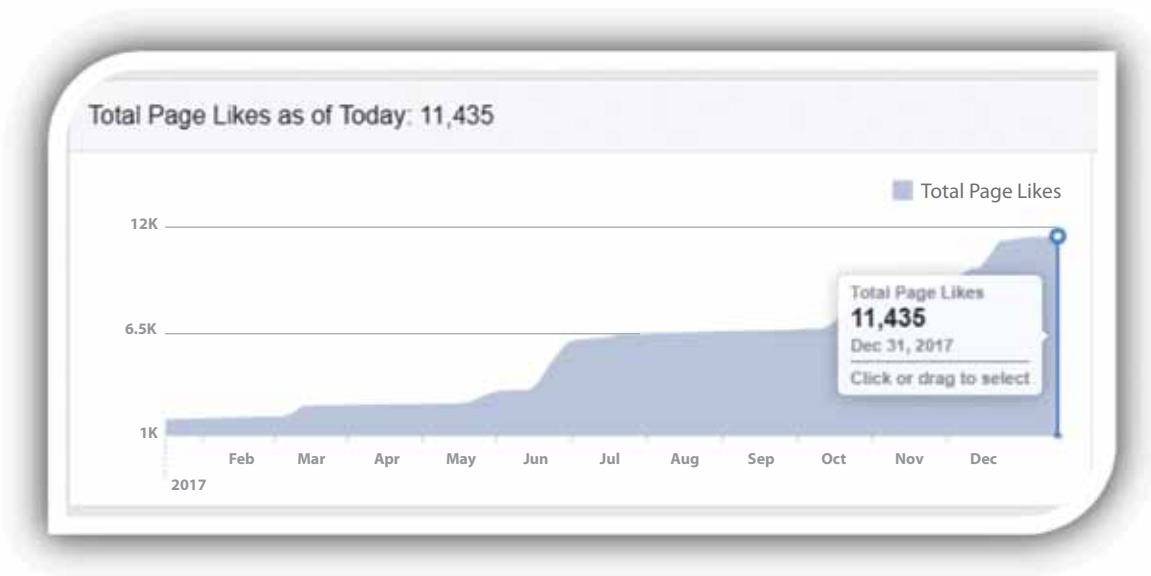 Total Page Likes as of Today: 11,435
Total Page Likes
12K
6.5K
1K
Total Page Likes
11,435
Dec 31, 2017
Click or drag to select
Feb Mar Apr May Jun Jul Aug Sep Oct Nov Dec
2017